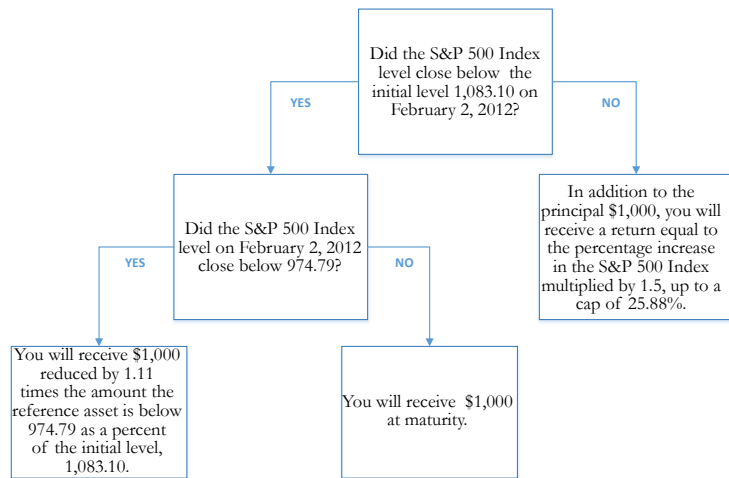 Did the S&P 500 Index
level close below the
initial level 1,083.10 on
February 2, 2012?
YES
NO
Did the S&P 500 Index
level on February 2, 2012
close below 974.79?
In addition to the
principal $1,000, you will
receive a return equal to
the percentage increase
in the S&P 500 Index
multiplied by 1.5, up to a
cap of 25.88%.
YES
NO
You will receive $1,000
reduced by 1.11
times the amount the
reference asset is below
974.79 as a percent
of the initial level,
1,083.10.
You will receive $1,000
at maturity.